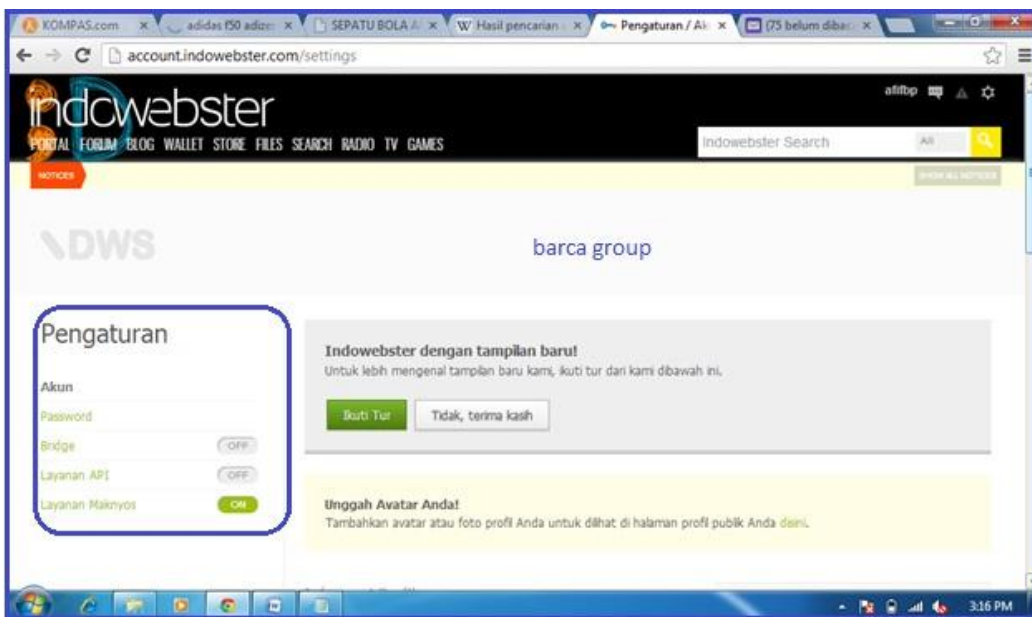 KOMPAS.com
adidas f50 adize
SEPATU BOLA A
Hasil pencarian
Pengaturan / Ak
(75 belum dibac
account.indowebster.com/settings
indowebster
afifbp
PORTAL FORUM BLOG WALLET STORE FILES SEARCH RADIO TV GAMES
Indowebster Search
All
NOTICES
SHOW ALL NOTICES
IDWS
barca group
Pengaturan
Akun
Password
Bridge OFF
Layanan API OFF
Layanan Maknyos ON
Indowebster dengan tampilan baru!
Untuk lebih mengenal tampilan baru kami, ikuti tur dari kami dibawah ini.
Ikuti Tur
Tidak, terima kasih
Unggah Avatar Anda!
Tambahkan avatar atau foto profil Anda untuk dilihat di halaman profil publik Anda disini.
3:16 PM